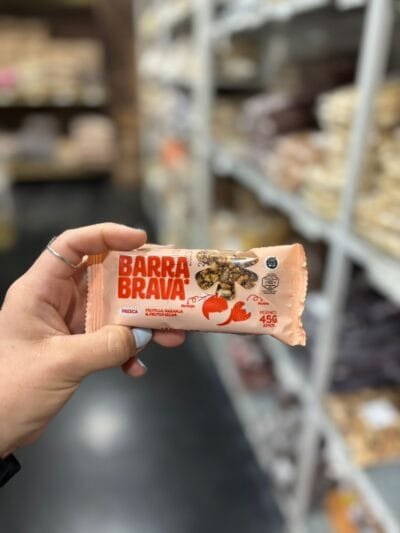 BARRA
BRAVA
FRESCA
FRUTILLA, NARANJA
& FRUTOS SECOS
45G